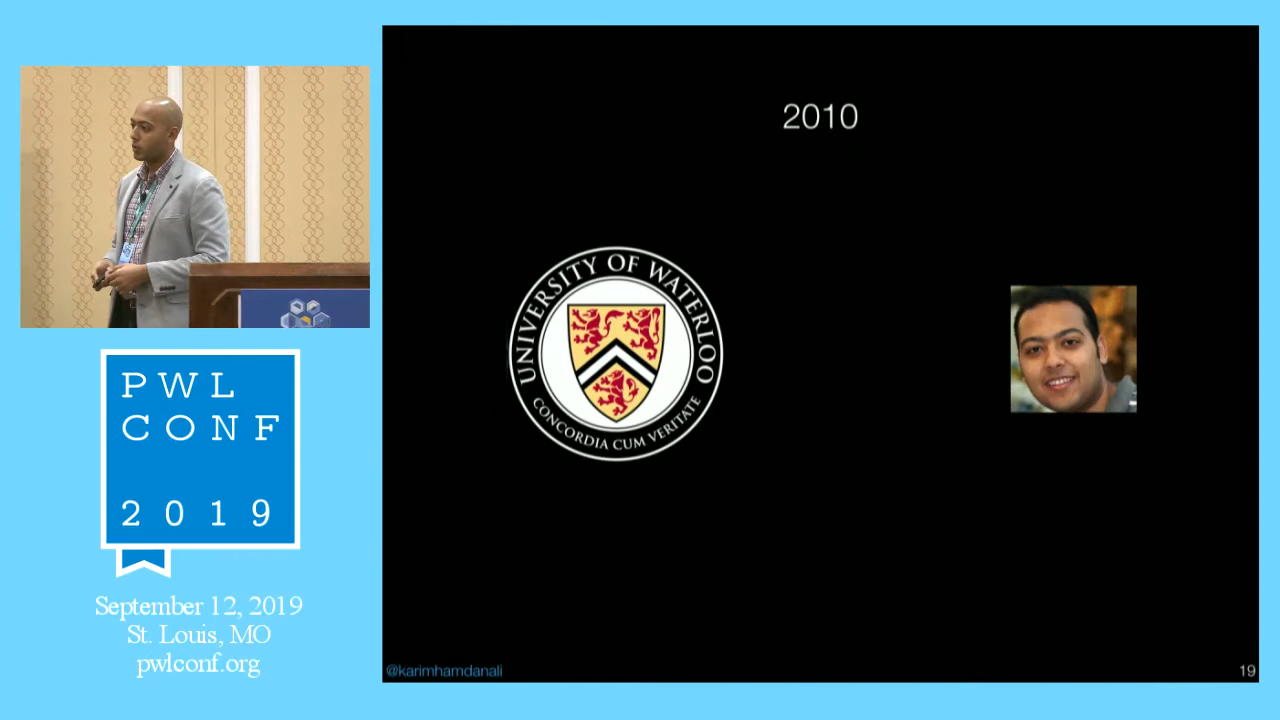 2010
UNIVERSITY OF WATERLOO
CONCORDIA CUM VERITATE
PWL
CONF
2019
September 12, 2019
St. Louis, MO
pwlconf.org
@karimhamdanali
19